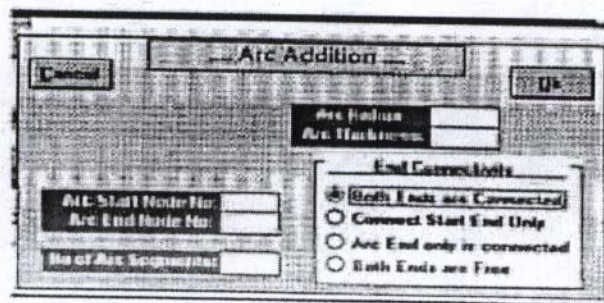 Arc Addition
Cancel
Ok
Arc Radius
Arc Thickness:
End Connections
Both Ends are Connected
Connect Start End Only
Arc End only is connected
Both Ends are Free
Arc Start Node No:
Arc End Node No:
No of Arc Segments: